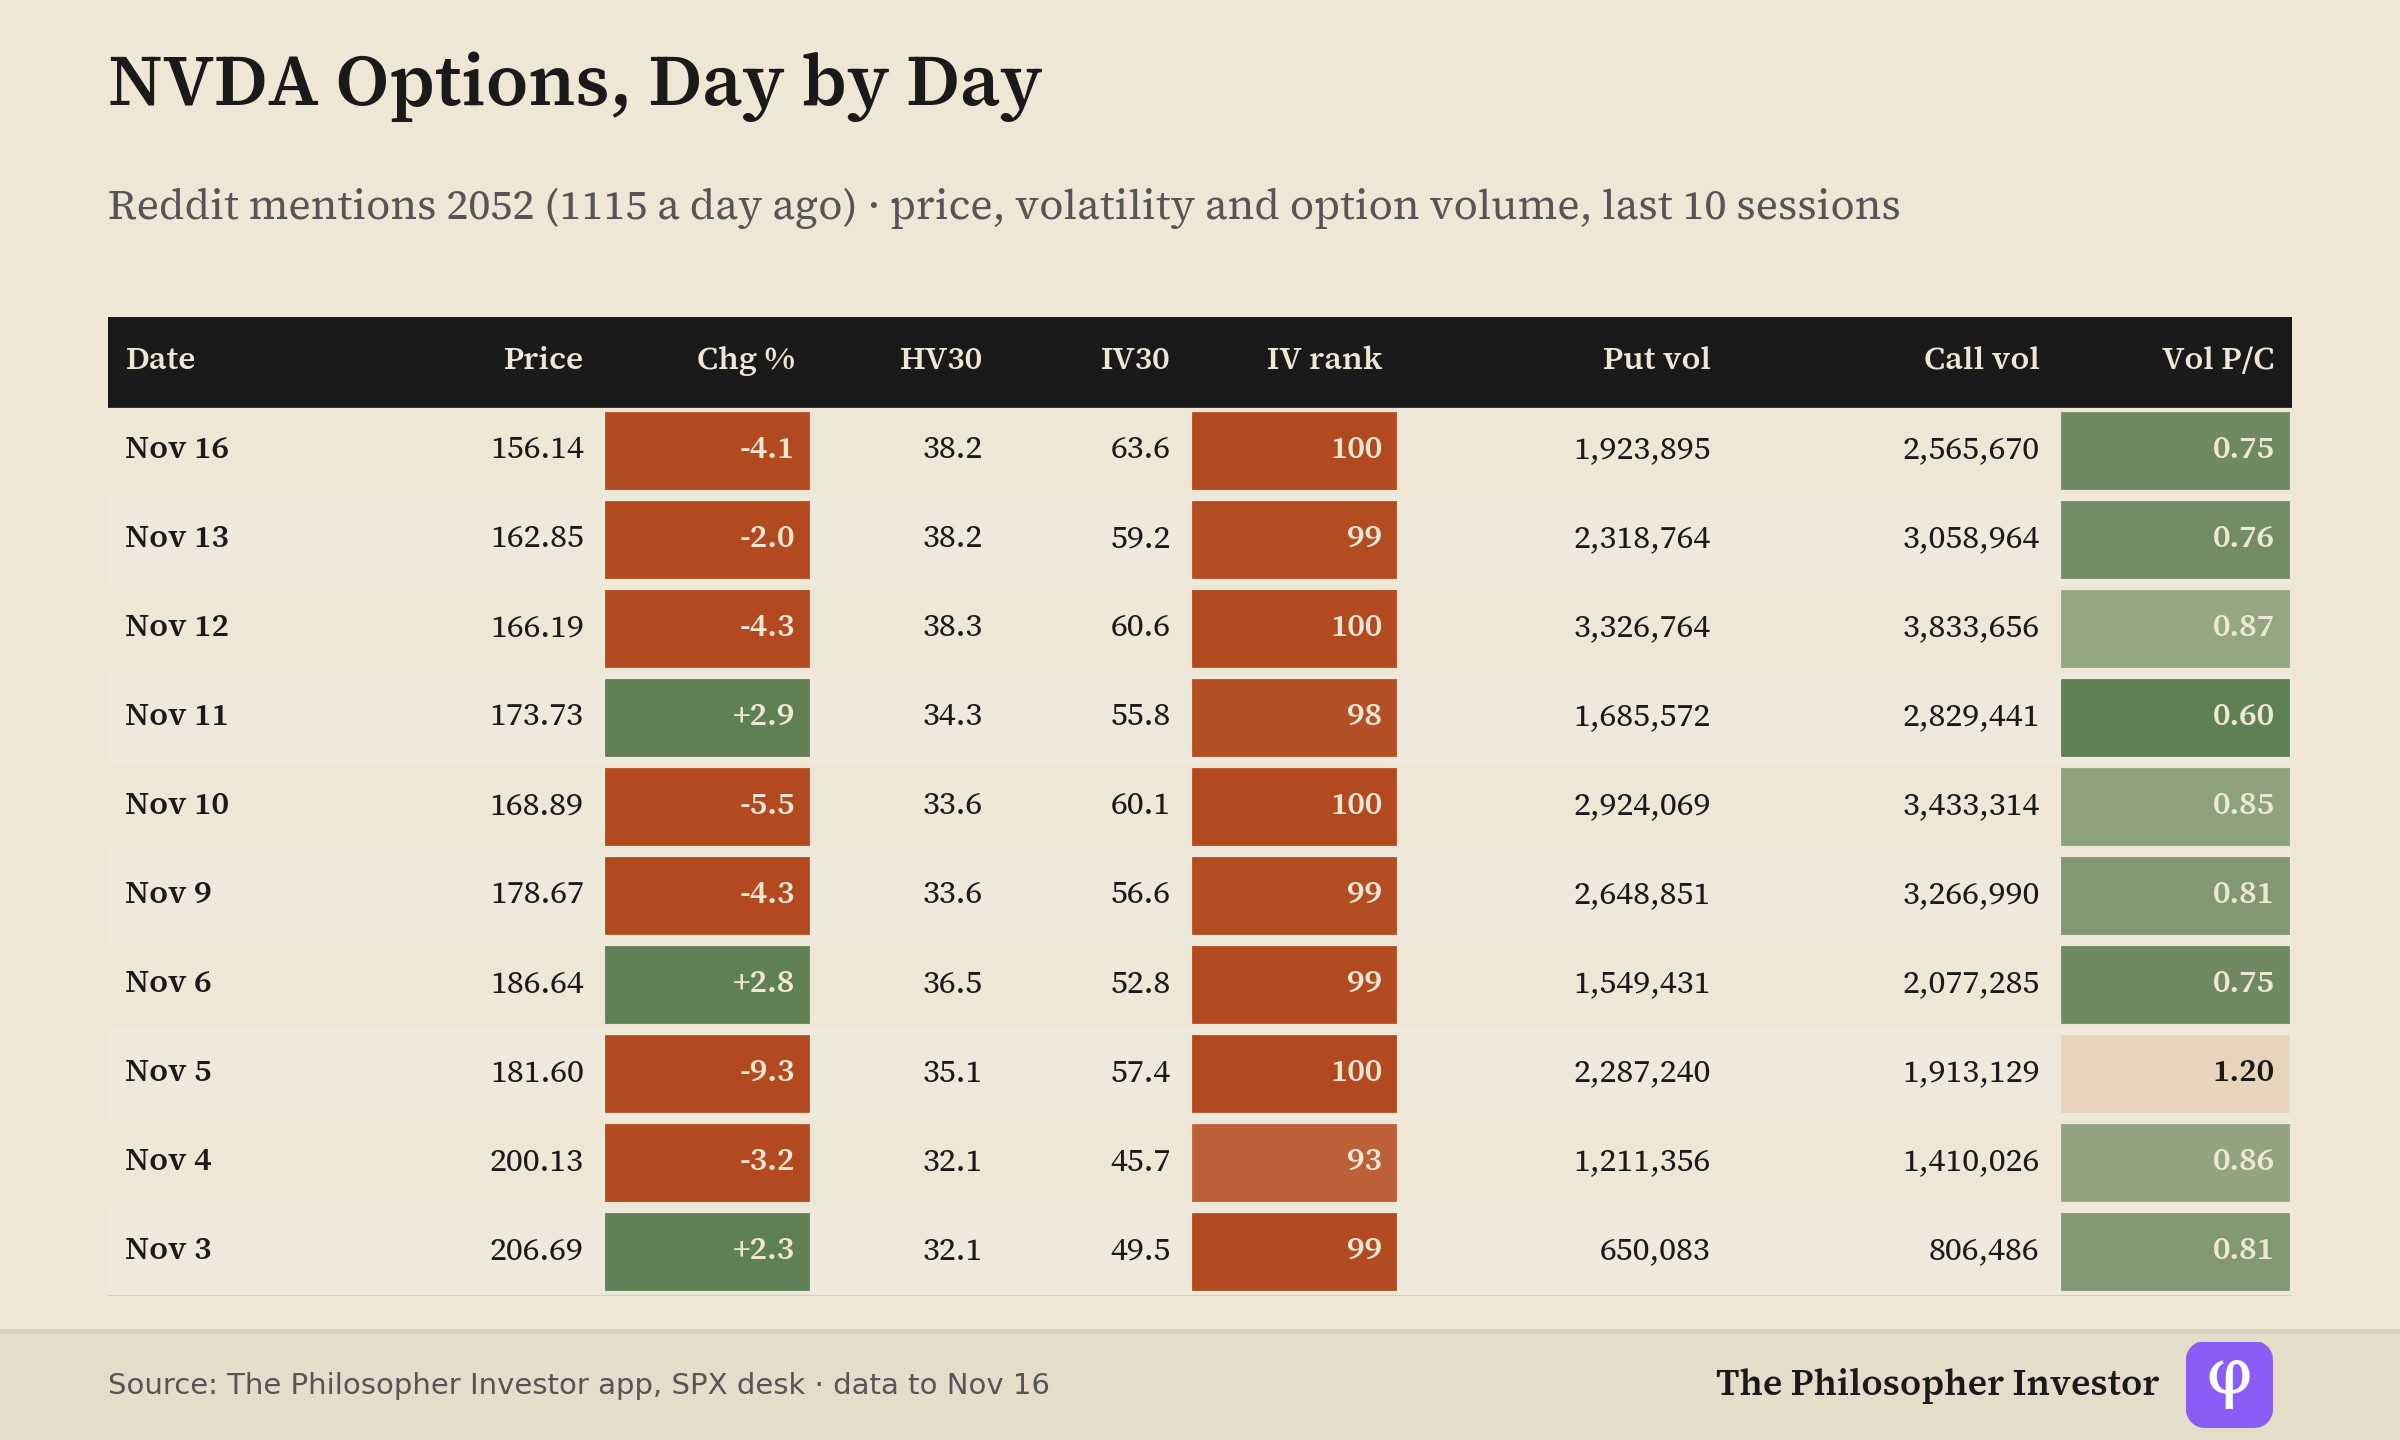 NVDA Options, Day by Day
Reddit mentions 2052 (1115 a day ago) · price, volatility and option volume, last 10 sessions
Date Price Chg % HV30 IV30 IV rank Put vol Call vol Vol P/C
Nov 16 156.14 -4.1 38.2 63.6 100 1,923,895 2,565,670 0.75
Nov 13 162.85 -2.0 38.2 59.2 99 2,318,764 3,058,964 0.76
Nov 12 166.19 -4.3 38.3 60.6 100 3,326,764 3,833,656 0.87
Nov 11 173.73 +2.9 34.3 55.8 98 1,685,572 2,829,441 0.60
Nov 10 168.89 -5.5 33.6 60.1 100 2,924,069 3,433,314 0.85
Nov 9 178.67 -4.3 33.6 56.6 99 2,648,851 3,266,990 0.81
Nov 6 186.64 +2.8 36.5 52.8 99 1,549,431 2,077,285 0.75
Nov 5 181.60 -9.3 35.1 57.4 100 2,287,240 1,913,129 1.20
Nov 4 200.13 -3.2 32.1 45.7 93 1,211,356 1,410,026 0.86
Nov 3 206.69 +2.3 32.1 49.5 99 650,083 806,486 0.81
Source: The Philosopher Investor app, SPX desk · data to Nov 16
The Philosopher Investor φ